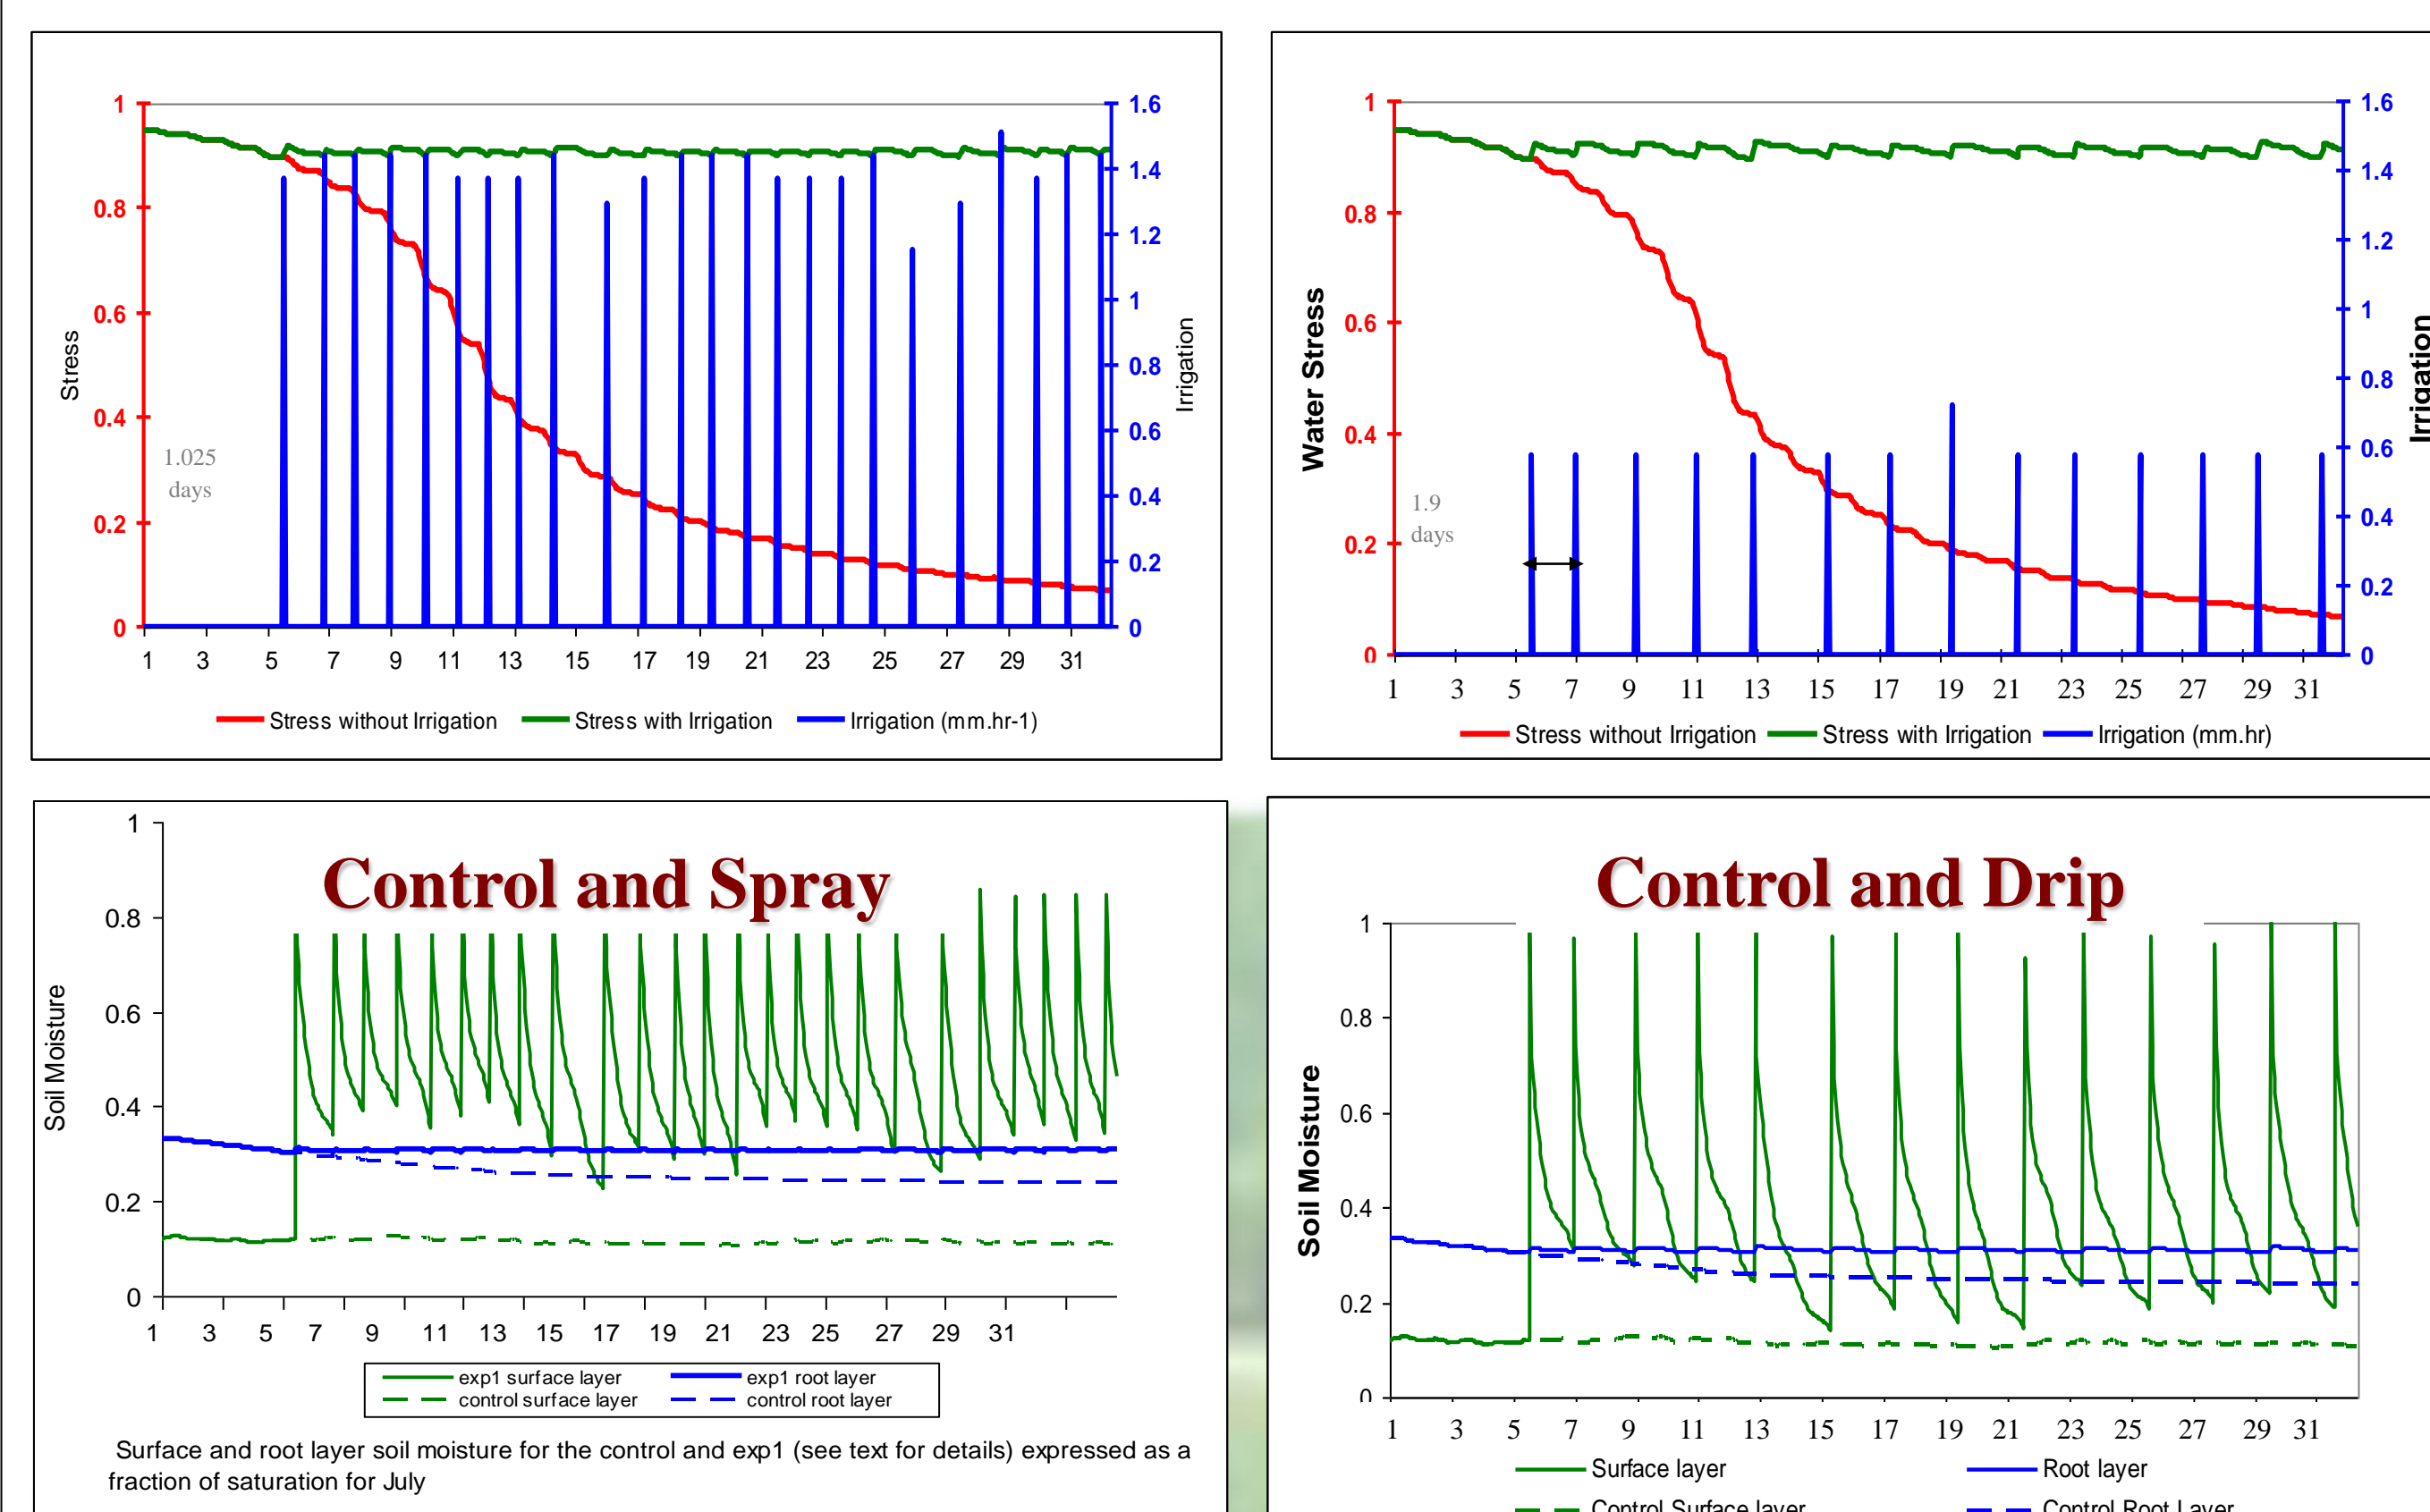 1
0.8
0.6
0.4
0.2
0
Stress
1.025
days
1.6
1.4
1.2
1
0.8
0.6
0.4
0.2
0
Irrigation
1 3 5 7 9 11 13 15 17 19 21 23 25 27 29 31
Stress without Irrigation Stress with Irrigation Irrigation (mm.hr-1)
1
0.8
0.6
0.4
0.2
0
Water Stress
1.9
days
1.6
1.4
1.2
1
0.8
0.6
0.4
0.2
0
Irrigation
1 3 5 7 9 11 13 15 17 19 21 23 25 27 29 31
Stress without Irrigation Stress with Irrigation Irrigation (mm.hr)
Control and Spray
1
0.8
0.6
0.4
0.2
0
Soil Moisture
1 3 5 7 9 11 13 15 17 19 21 23 25 27 29 31
exp1 surface layer exp1 root layer
control surface layer control root layer
Surface and root layer soil moisture for the control and exp1 (see text for details) expressed as a
fraction of saturation for July
Control and Drip
1
0.8
0.6
0.4
0.2
0
Soil Moisture
1 3 5 7 9 11 13 15 17 19 21 23 25 27 29 31
Surface layer Root layer
Control Surface layer Control Root Layer